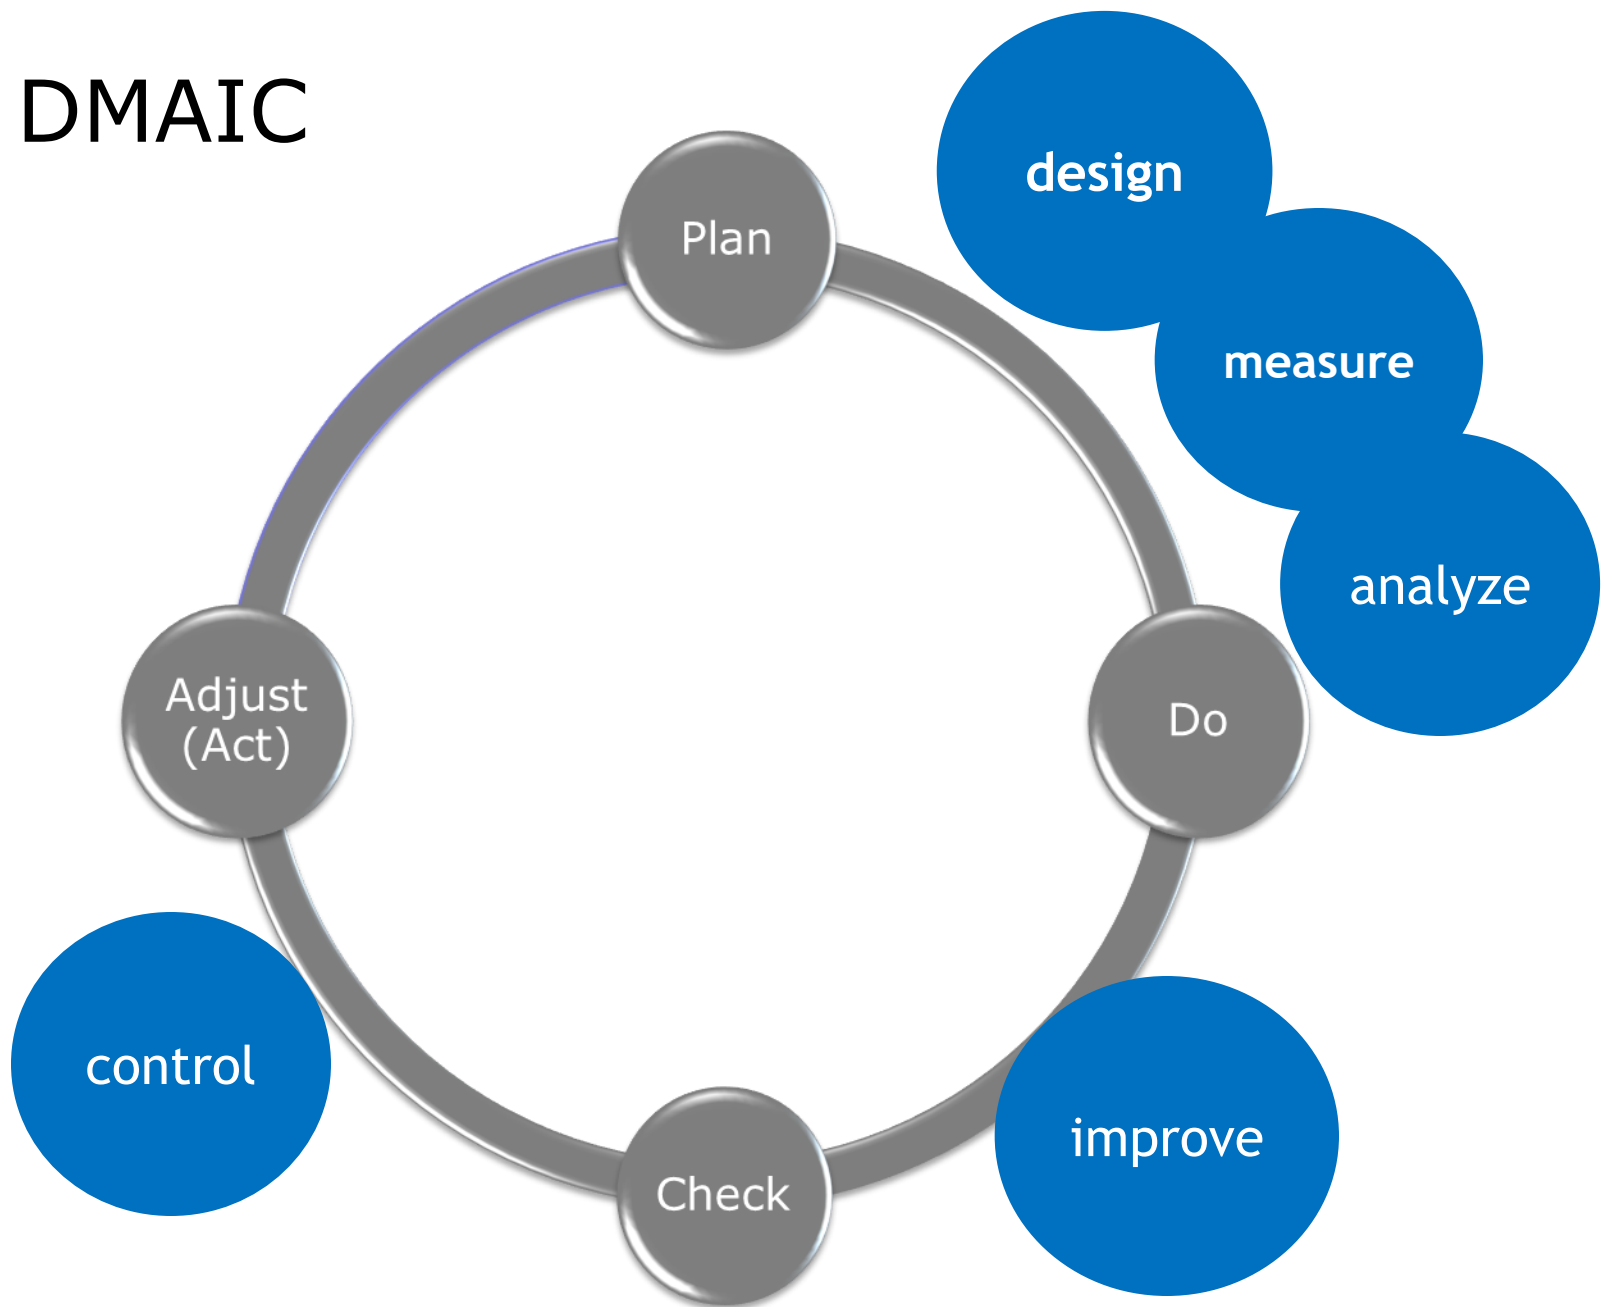 DMAIC
design
Plan
measure
analyze
Adjust
(Act)
Do
control
improve
Check